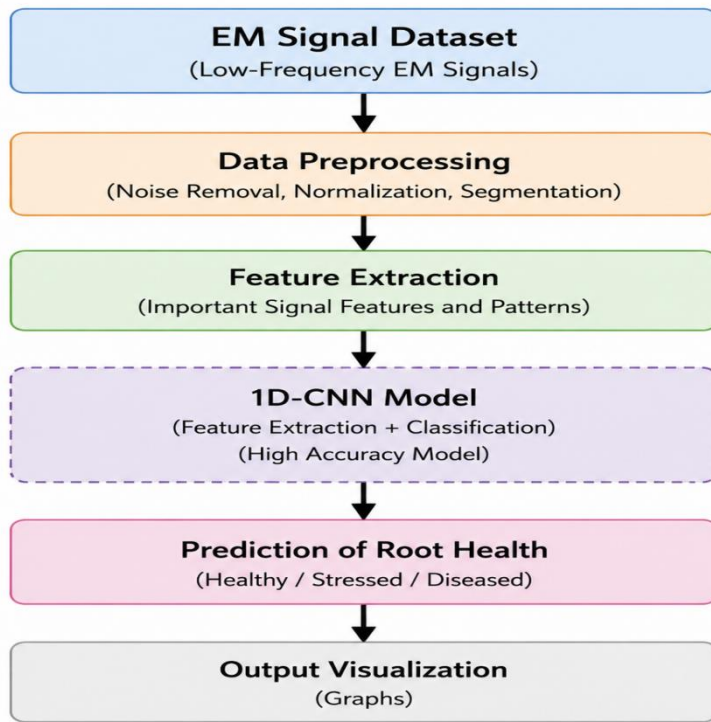 EM Signal Dataset
(Low-Frequency EM Signals)
Data Preprocessing
(Noise Removal, Normalization, Segmentation)
Feature Extraction
(Important Signal Features and Patterns)
1D-CNN Model
(Feature Extraction + Classification)
(High Accuracy Model)
Prediction of Root Health
(Healthy / Stressed / Diseased)
Output Visualization
(Graphs)